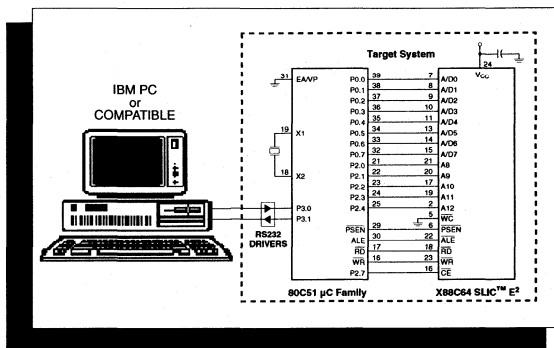 Target System
24
VCC
IBM PC
or
COMPATIBLE
31 EA/VP P0.0 39 7 A/D0
P0.1 38 8 A/D1
P0.2 37 9 A/D2
P0.3 36 10 A/D3
P0.4 35 11 A/D4
19 X1 P0.5 34 13 A/D5
P0.6 33 14 A/D6
P0.7 32 15 A/D7
P2.0 21 21 A8
18 X2 P2.1 22 20 A9
P2.2 23 17 A10
P2.3 24 19 A11
P3.0 P2.4 25 2 A12
P3.1 5 WC
RS232
DRIVERS
PSEN 29 6 PSEN
ALE 30 22 ALE
RD 17 18 RD
WR 16 23 WR
P2.7 16 CE
80C51 µC Family X88C64 SLIC™ E²